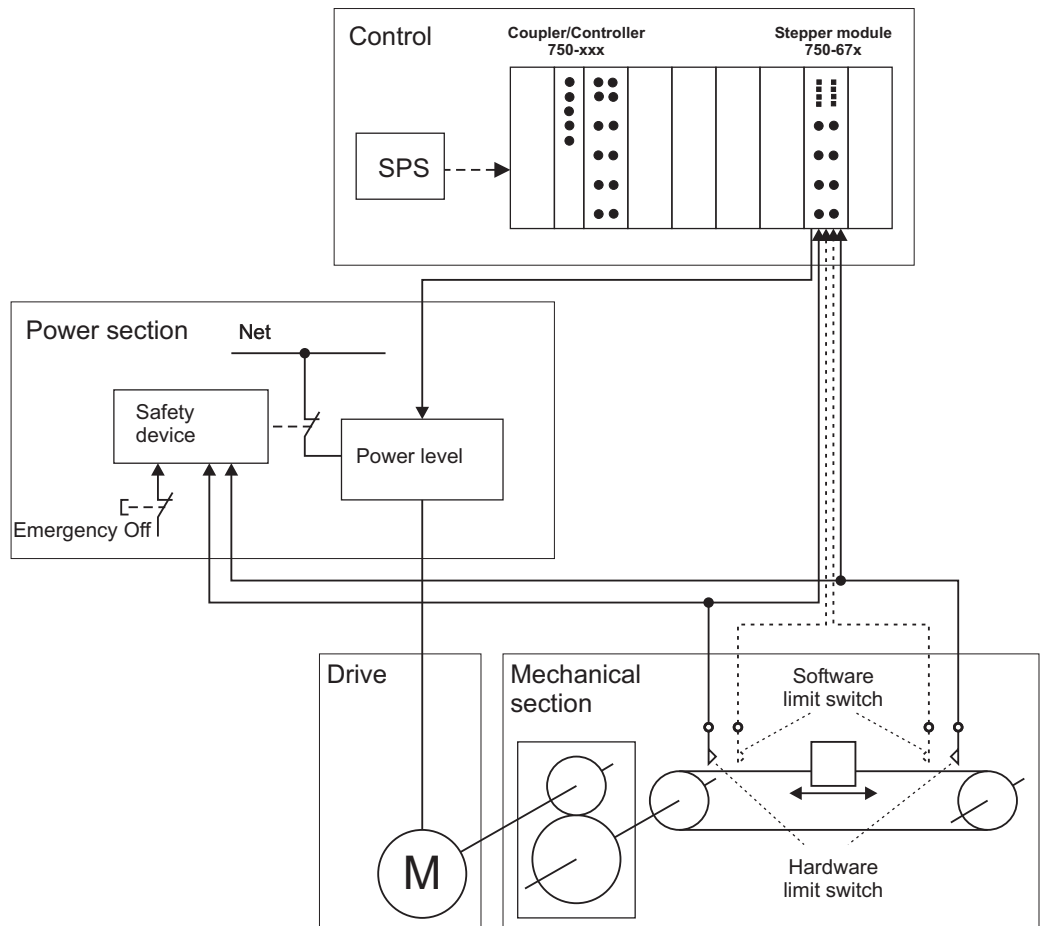 Control
Coupler/Controller
750-xxx
Stepper module
750-67x
SPS
Power section
Net
Safety
device
Power level
Emergency Off
Drive
Mechanical
section
Software
limit switch
M
Hardware
limit switch